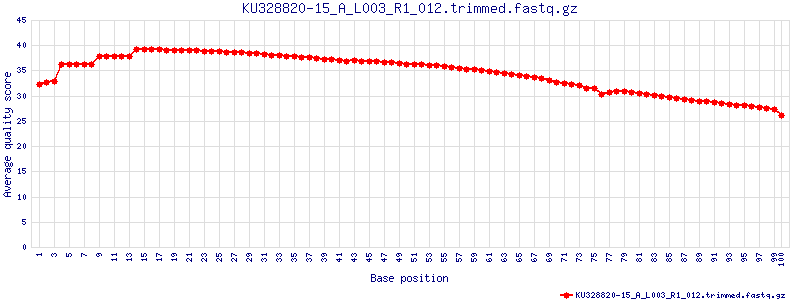 KU328820-15_A_L003_R1_012.trimmed.fastq.gz
Average quality score
45
40
35
30
25
20
15
10
5
0
1 3 5 7 9 11 13 15 17 19 21 23 25 27 29 31 33 35 37 39 41 43 45 47 49 51 53 55 57 59 61 63 65 67 69 71 73 75 77 79 81 83 85 87 89 91 93 95 97 99 100
Base position
KU328820-15_A_L003_R1_012.trimmed.fastq.gz